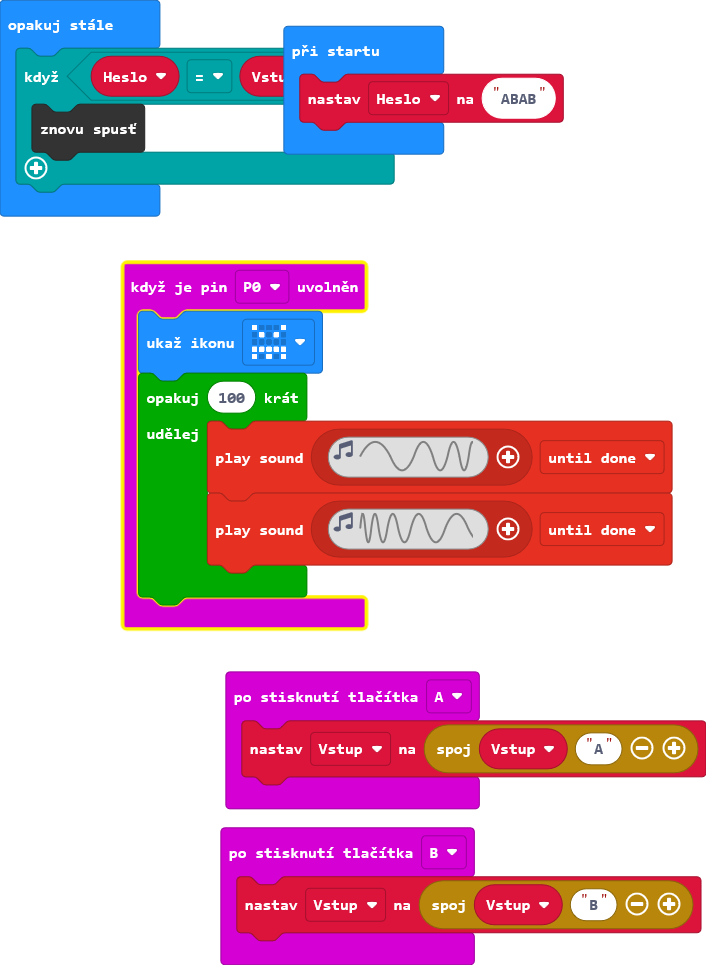 opakuj stále
když Heslo = Vstu
znovu spusť
při startu
nastav Heslo na "ABAB"
když je pin P0 uvolněn
ukaž ikonu
opakuj 100 krát
udělej
play sound until done
play sound until done
po stisknutí tlačítka A
nastav Vstup na spoj Vstup "A"
po stisknutí tlačítka B
nastav Vstup na spoj Vstup "B"